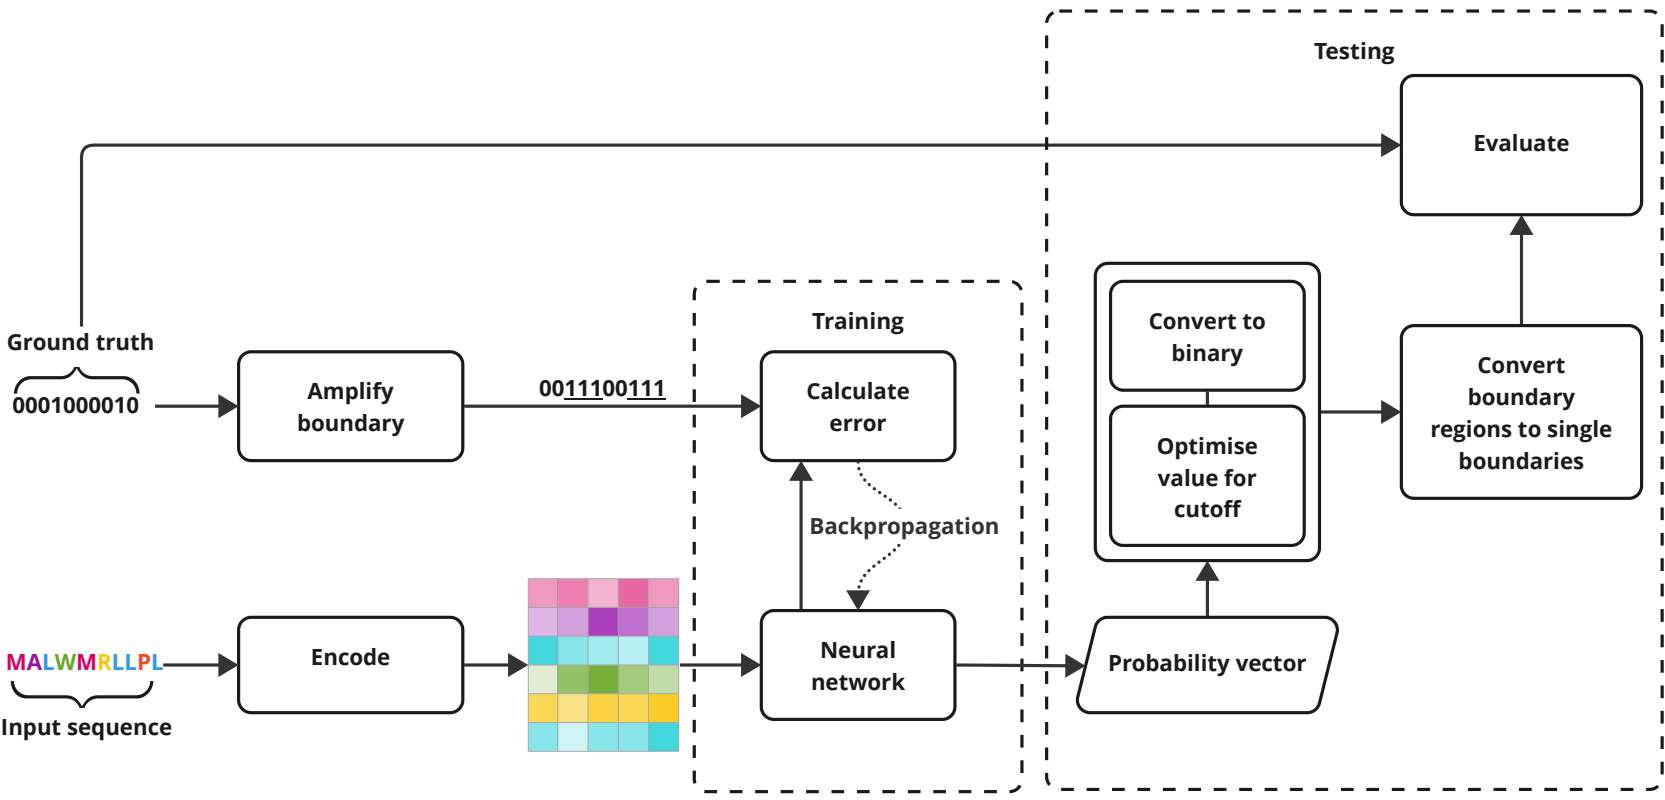 Testing
Evaluate
Ground truth
0001000010
Amplify
boundary
0011100111
Training
Calculate
error
Backpropagation
Convert to
binary
Optimise
value for
cutoff
Convert
boundary
regions to single
boundaries
MALWMRLLPL
Input sequence
Encode
Neural
network
Probability vector